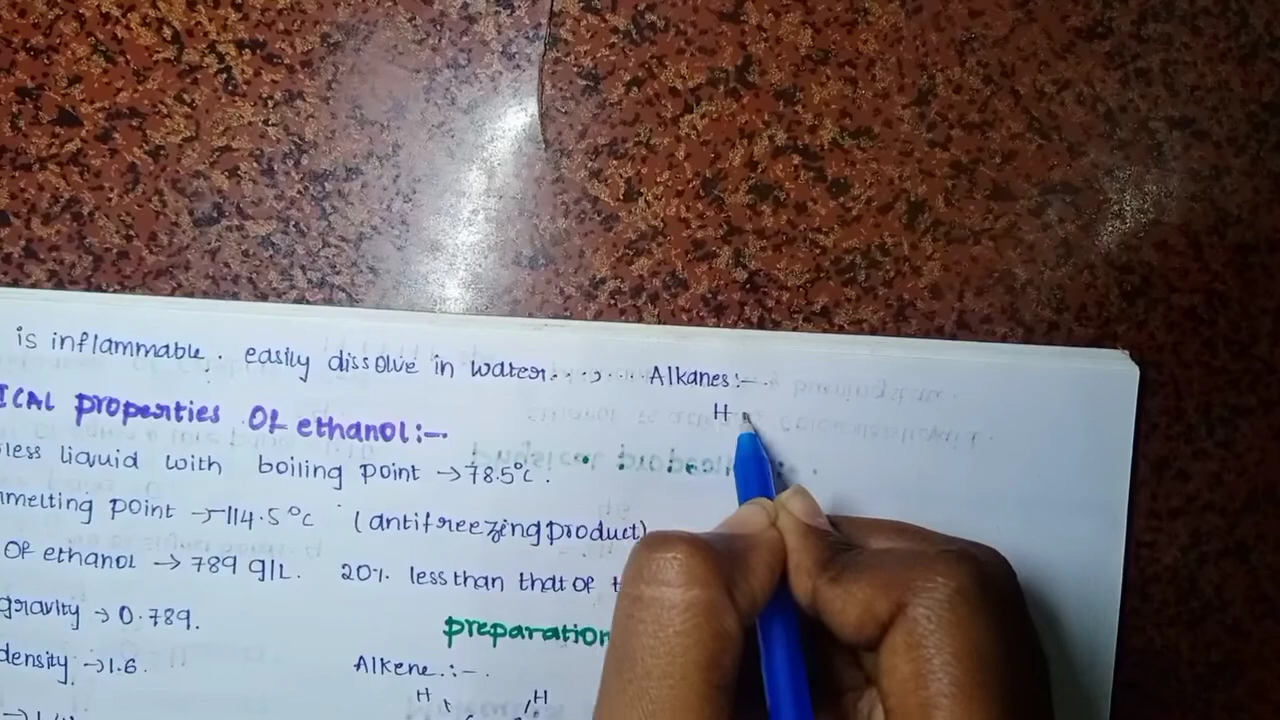 is inflammable. easily dissolve in water. Alkanes:-
H
ICAL properties Of ethanol:-
less liquid with boiling point → 78.5°c.
melting point → -114.5°c (antifreezing product)
Of ethanol → 789 g/L. 20% less than that of
gravity → 0.789.
preparation
density → 1.6.
Alkene:-
H H